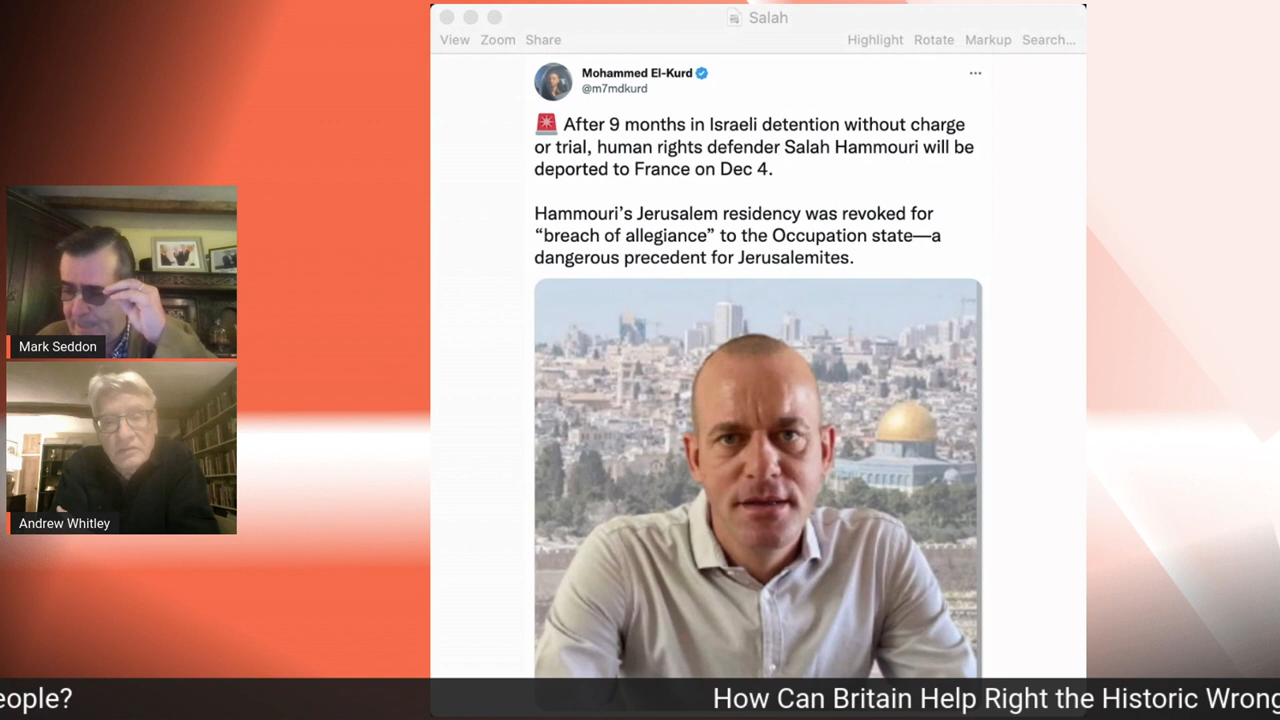 Salah
View Zoom Share
Highlight Rotate Markup Search...
Mohammed El-Kurd
@m7mdkurd
🚨 After 9 months in Israeli detention without charge
or trial, human rights defender Salah Hammouri will be
deported to France on Dec 4.
Hammouri’s Jerusalem residency was revoked for
“breach of allegiance” to the Occupation state—a
dangerous precedent for Jerusalemites.
Mark Seddon
Andrew Whitley
eople?
How Can Britain Help Right the Historic Wrong